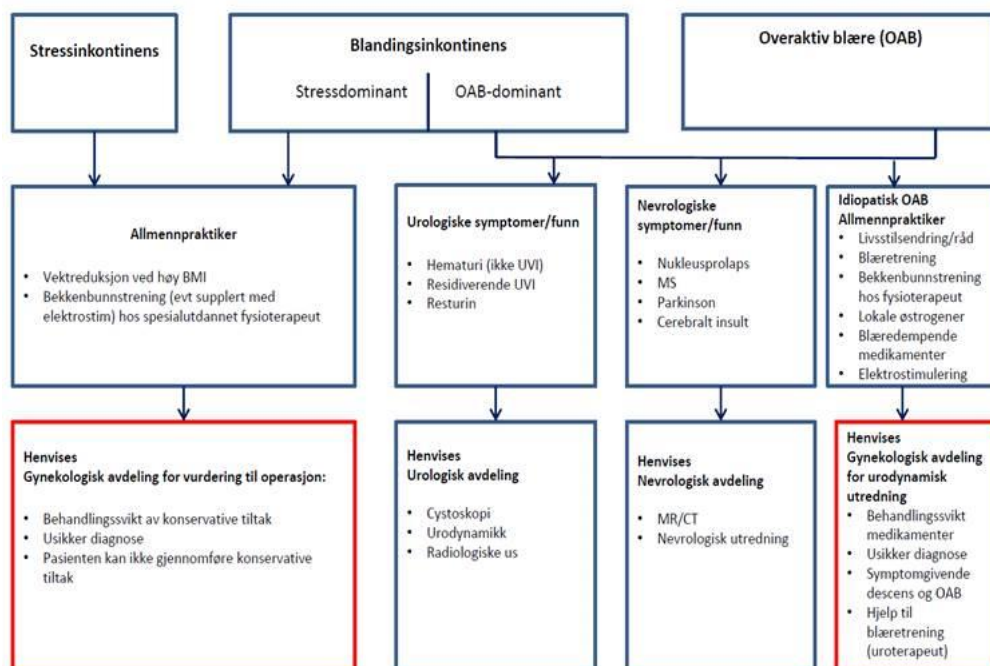 Stressinkontinens
Blandingsinkontinens
Stressdominant
OAB-dominant
Overaktiv blære (OAB)
Allmennpraktiker
• Vektreduksjon ved høy BMI
• Bekkenbunnstrening (evt supplert med
elektrostim) hos spesialutdannet fysioterapeut
Urologiske symptomer/funn
• Hematuri (ikke UVI)
• Residiverende UVI
• Resturin
Nevrologiske
symptomer/funn
• Nukleusprolaps
• MS
• Parkinson
• Cerebralt insult
Idiopatisk OAB
Allmennpraktiker
• Livsstilsendring/råd
• Blæretrening
• Bekkenbunnstrening
hos fysioterapeut
• Lokale østrogener
• Blæredempende
medikamenter
• Elektrostimulering
Henvises
Gynekologisk avdeling for vurdering til operasjon:
• Behandlingssvikt av konservative tiltak
• Usikker diagnose
• Pasienten kan ikke gjennomføre konservative
tiltak
Henvises
Urologisk avdeling
• Cystoskopi
• Urodynamikk
• Radiologiske us
Henvises
Nevrologisk avdeling
• MR/CT
• Nevrologisk utredning
Henvises
Gynekologisk avdeling
for urodynamisk
utredning
• Behandlingssvikt
medikamenter
• Usikker diagnose
• Symptomgivende
descens og OAB
• Hjelp til
blæretrening
(uroterapeut)